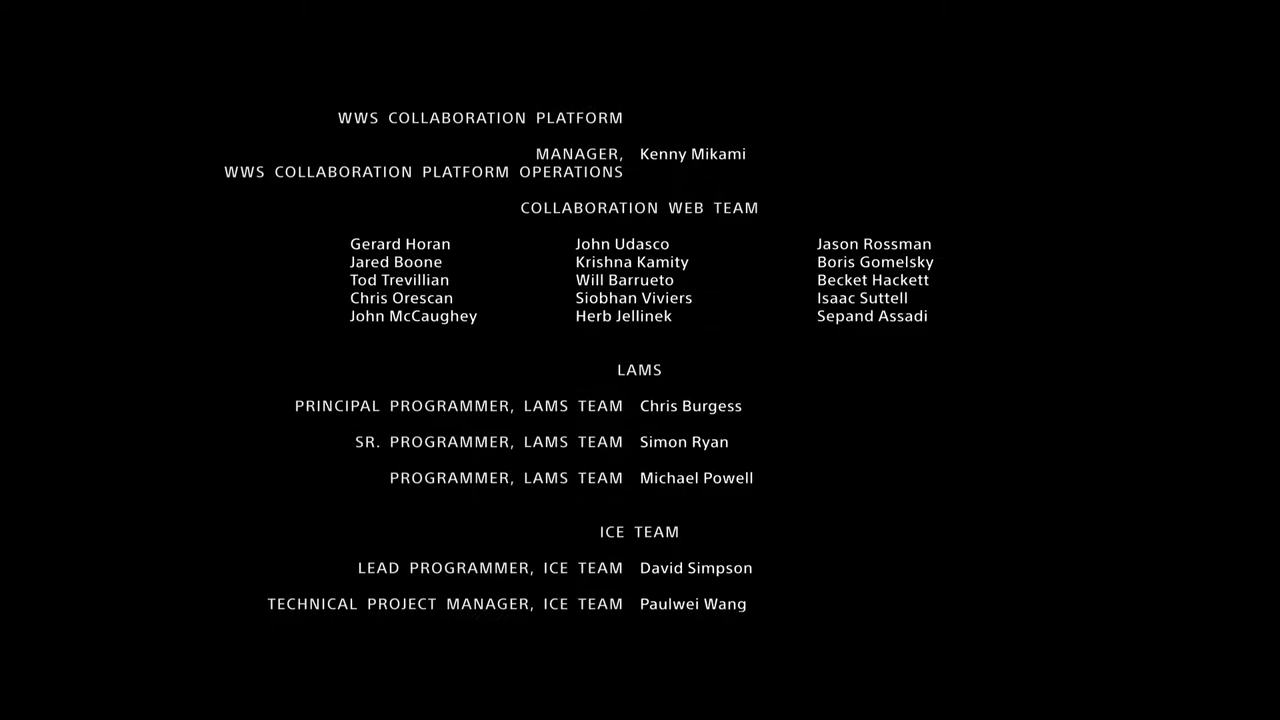 WWS COLLABORATION PLATFORM
MANAGER, Kenny Mikami
WWS COLLABORATION PLATFORM OPERATIONS
COLLABORATION WEB TEAM
Gerard Horan John Udasco Jason Rossman
Jared Boone Krishna Kamity Boris Gomelsky
Tod Trevillian Will Barrueto Becket Hackett
Chris Orescan Siobhan Viviers Isaac Suttell
John McCaughey Herb Jellinek Sepand Assadi
LAMS
PRINCIPAL PROGRAMMER, LAMS TEAM Chris Burgess
SR. PROGRAMMER, LAMS TEAM Simon Ryan
PROGRAMMER, LAMS TEAM Michael Powell
ICE TEAM
LEAD PROGRAMMER, ICE TEAM David Simpson
TECHNICAL PROJECT MANAGER, ICE TEAM Paulwei Wang